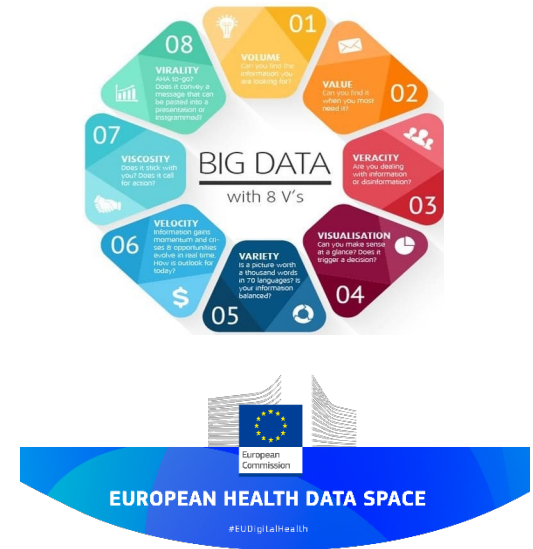 01
VOLUME
Can you find the
information you
are looking for?
VALUE
Can you find it
when you most
need it?
02
VERACITY
Are you dealing
with information
or disinformation?
03
VISUALISATION
Can you make sense
at a glance? Does it
trigger a decision?
04
VARIETY
Is a picture worth
a thousand words
in 70 languages? Is
your information
balanced?
05
VELOCITY
Information gains
momentum and cri-
ses & opportunities
evolve in real time.
How is outlook for
today?
06
07
VISCOSITY
Does it stick with
you? Does it call
for action?
08
VIRALITY
AHA to-go?
Does it convey a
message that can
be pasted into a
presentation or
instagrammed?
BIG DATA
with 8 V's
European
Commission
EUROPEAN HEALTH DATA SPACE
#EUDigitalHealth